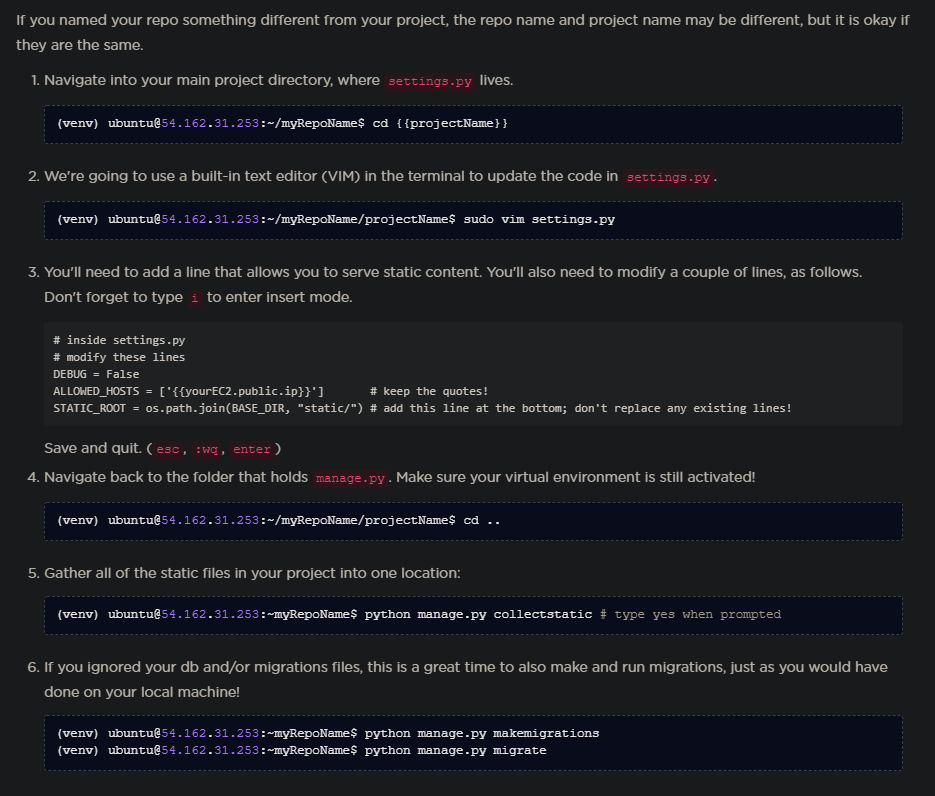 If you named your repo something different from your project, the repo name and project name may be different, but it is okay if
they are the same.
1. Navigate into your main project directory, where settings.py lives.
(venv) ubuntu@54.162.31.253:~/myRepoName$ cd {{projectName}}
2. We're going to use a built-in text editor (VIM) in the terminal to update the code in settings.py.
(venv) ubuntu@54.162.31.253:~/myRepoName/projectName$ sudo vim settings.py
3. You'll need to add a line that allows you to serve static content. You'll also need to modify a couple of lines, as follows.
Don't forget to type i to enter insert mode.
# inside settings.py
# modify these lines
DEBUG = False
ALLOWED_HOSTS = ['{{yourEC2.public.ip}}'] # keep the quotes!
STATIC_ROOT = os.path.join(BASE_DIR, "static/") # add this line at the bottom; don't replace any existing lines!
Save and quit. (esc, :wq, enter)
4. Navigate back to the folder that holds manage.py. Make sure your virtual environment is still activated!
(venv) ubuntu@54.162.31.253:~/myRepoName/projectName$ cd ..
5. Gather all of the static files in your project into one location:
(venv) ubuntu@54.162.31.253:~myRepoName$ python manage.py collectstatic # type yes when prompted
6. If you ignored your db and/or migrations files, this is a great time to also make and run migrations, just as you would have
done on your local machine!
(venv) ubuntu@54.162.31.253:~myRepoName$ python manage.py makemigrations
(venv) ubuntu@54.162.31.253:~myRepoName$ python manage.py migrate